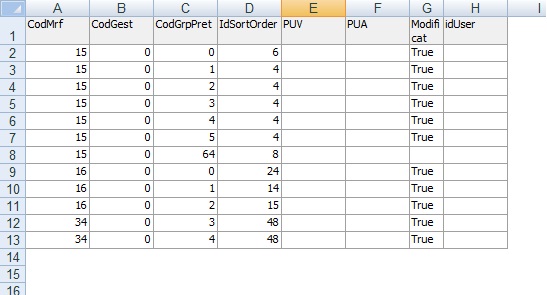 A B C D E F G H I
1 CodMrf CodGest CodGrpPret IdSortOrder PUV PUA Modificat idUser
2 15 0 0 6 True
3 15 0 1 4 True
4 15 0 2 4 True
5 15 0 3 4 True
6 15 0 4 4 True
7 15 0 5 4 True
8 15 0 64 8
9 16 0 0 24 True
10 16 0 1 14 True
11 16 0 2 15 True
12 34 0 3 48 True
13 34 0 4 48 True
14
15
16